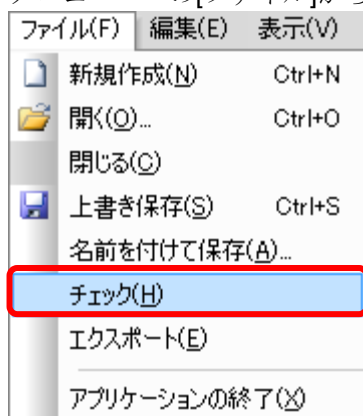 ファイル(F) 編集(E) 表示(V)
新規作成(N) Ctrl+N
開く(O)... Ctrl+O
閉じる(C)
上書き保存(S) Ctrl+S
名前を付けて保存(A)...
チェック(H)
エクスポート(E)
アプリケーションの終了(X)